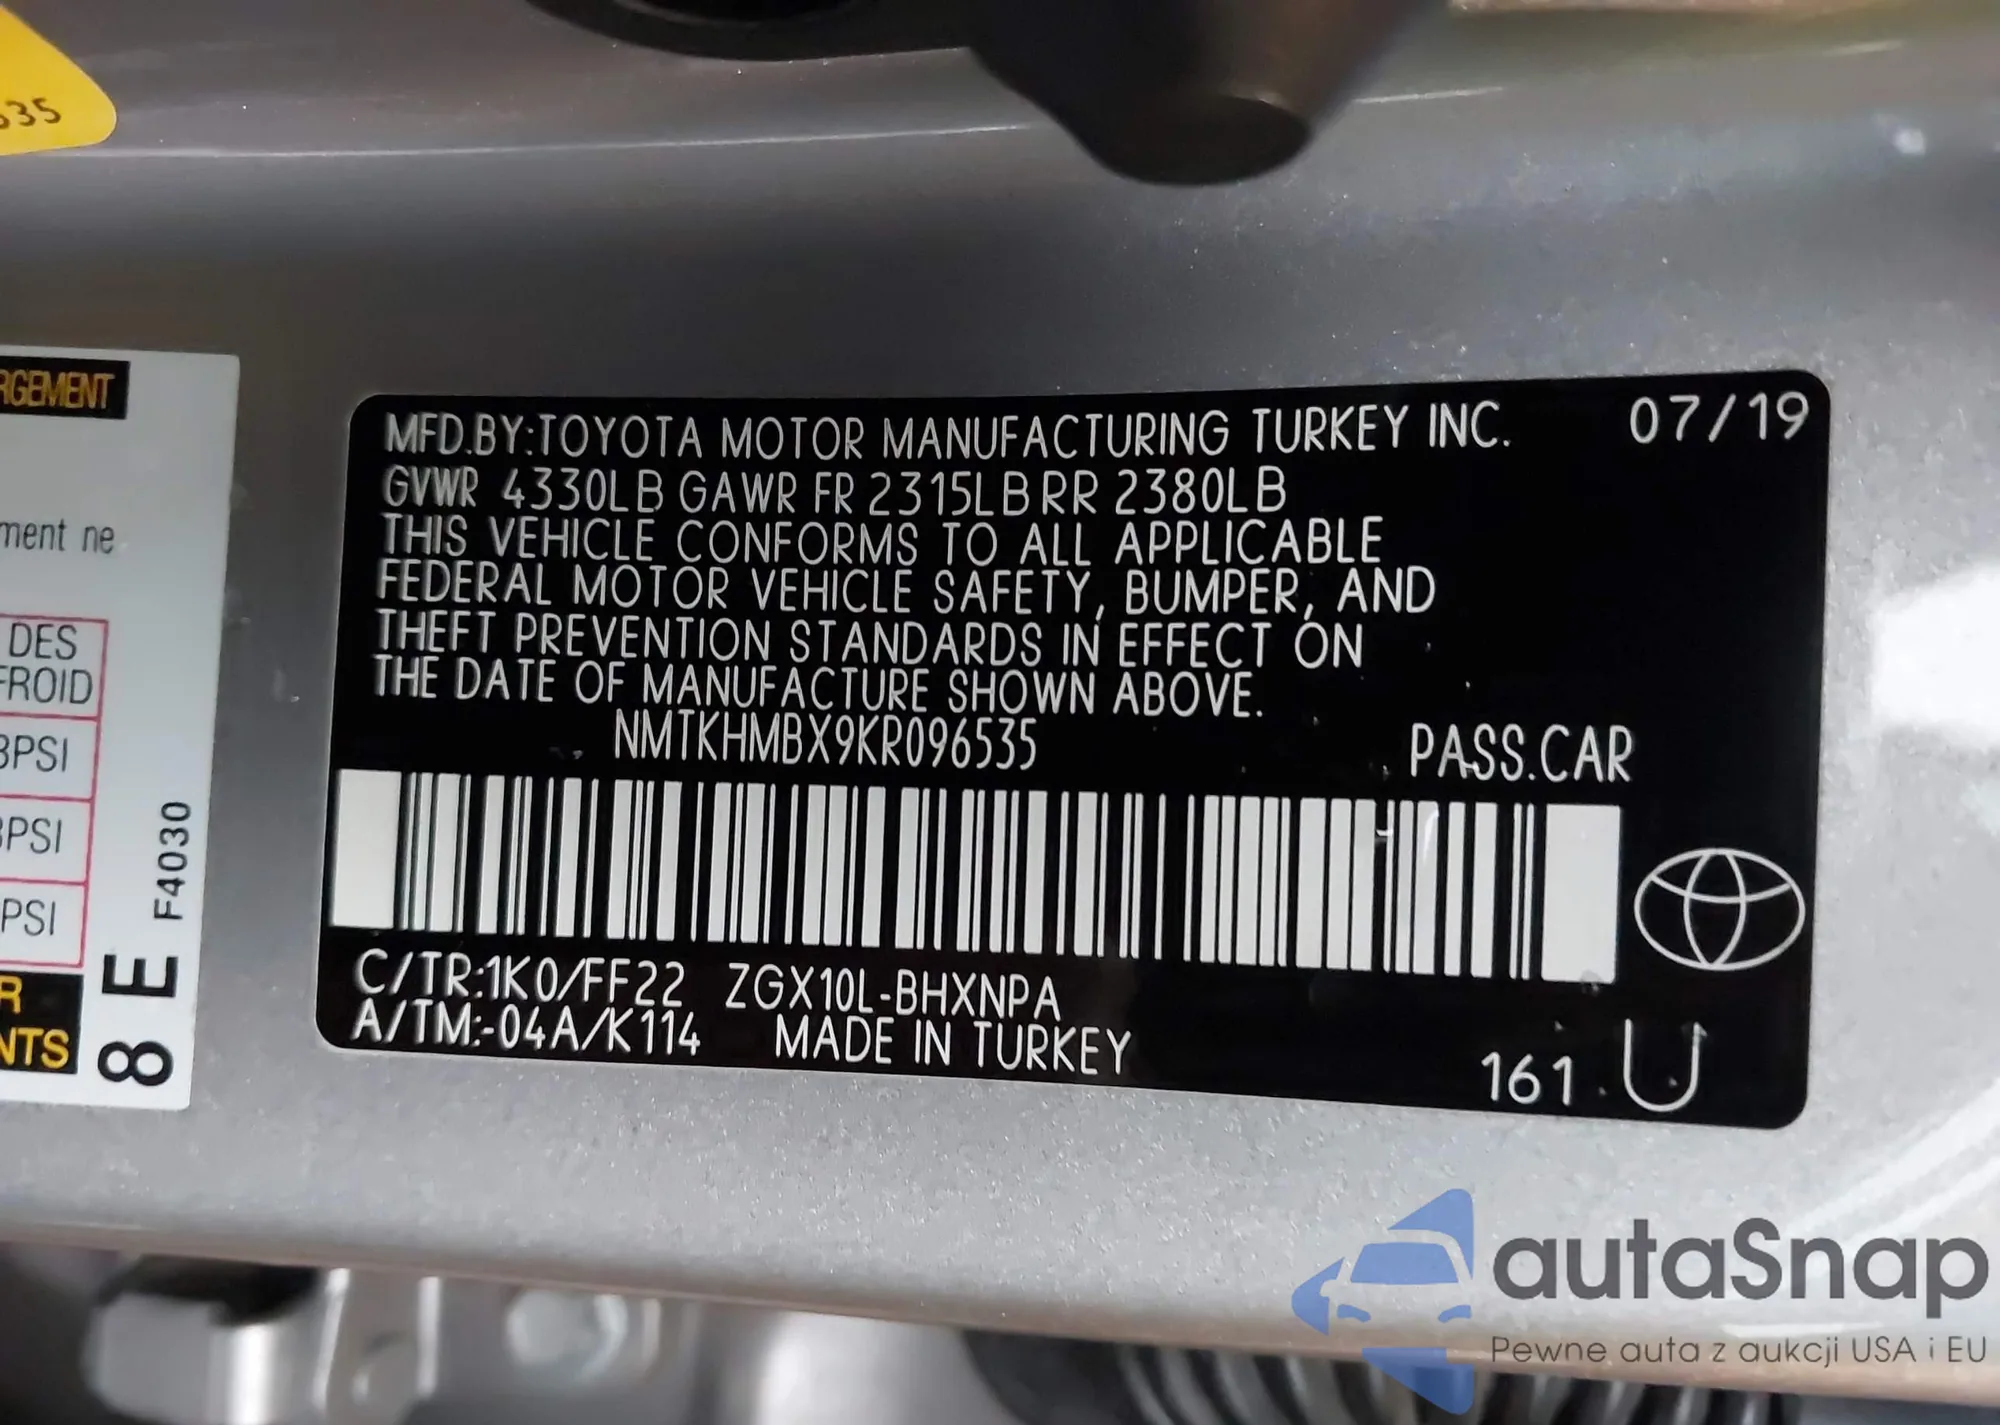 535
RGEMENT
ment ne
DES
FROID
PSI
PSI
PSI
R
NTS
8 E F4030
MFD.BY:TOYOTA MOTOR MANUFACTURING TURKEY INC. 07/19
GVWR 4330LB GAWR FR 2315LB RR 2380LB
THIS VEHICLE CONFORMS TO ALL APPLICABLE
FEDERAL MOTOR VEHICLE SAFETY, BUMPER, AND
THEFT PREVENTION STANDARDS IN EFFECT ON
THE DATE OF MANUFACTURE SHOWN ABOVE.
NMTKHMBX9KR096535 PASS.CAR
C/TR:1K0/FF22 ZGX10L-BHXNPA
A/TM:-04A/K114 MADE IN TURKEY
161 U
autaSnap
Pewne auta z aukcji USA i EU